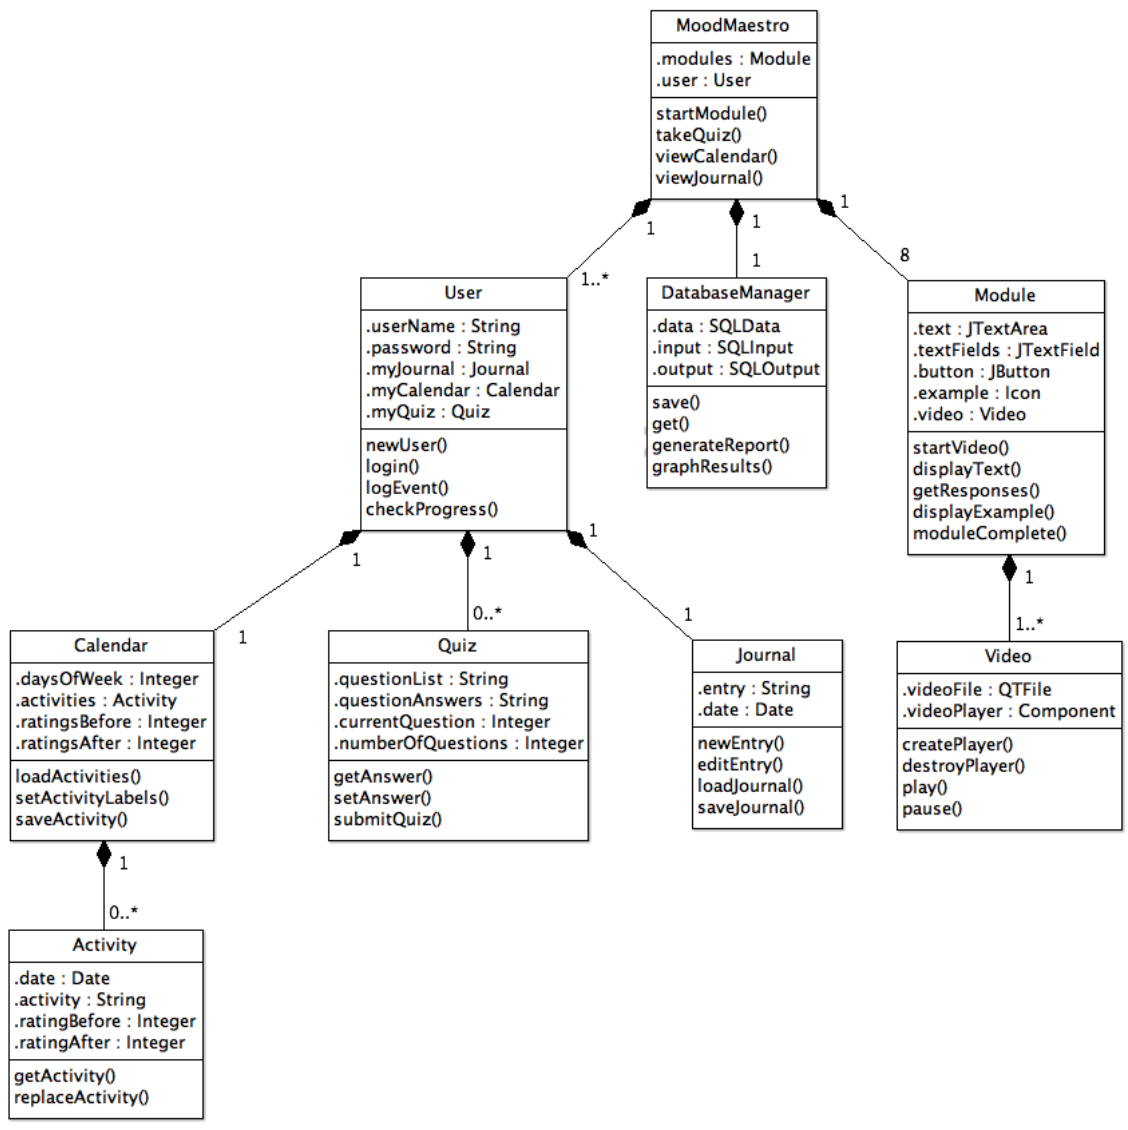 MoodMaestro
.modules : Module
.user : User
startModule()
takeQuiz()
viewCalendar()
viewJournal()
1
1
1
1..*
1
8
User
.userName : String
.password : String
.myJournal : Journal
.myCalendar : Calendar
.myQuiz : Quiz
newUser()
login()
logEvent()
checkProgress()
DatabaseManager
.data : SQLData
.input : SQLInput
.output : SQLOutput
save()
get()
generateReport()
graphResults()
Module
.text : JTextArea
.textFields : JTextField
.button : JButton
.example : Icon
.video : Video
startVideo()
displayText()
getResponses()
displayExample()
moduleComplete()
1
1
1
1
0..*
1
1
1..*
Calendar
.daysOfWeek : Integer
.activities : Activity
.ratingsBefore : Integer
.ratingsAfter : Integer
loadActivities()
setActivityLabels()
saveActivity()
Quiz
.questionList : String
.questionAnswers : String
.currentQuestion : Integer
.numberOfQuestions : Integer
getAnswer()
setAnswer()
submitQuiz()
Journal
.entry : String
.date : Date
newEntry()
editEntry()
loadJournal()
saveJournal()
Video
.videoFile : QTFile
.videoPlayer : Component
createPlayer()
destroyPlayer()
play()
pause()
1
0..*
Activity
.date : Date
.activity : String
.ratingBefore : Integer
.ratingAfter : Integer
getActivity()
replaceActivity()